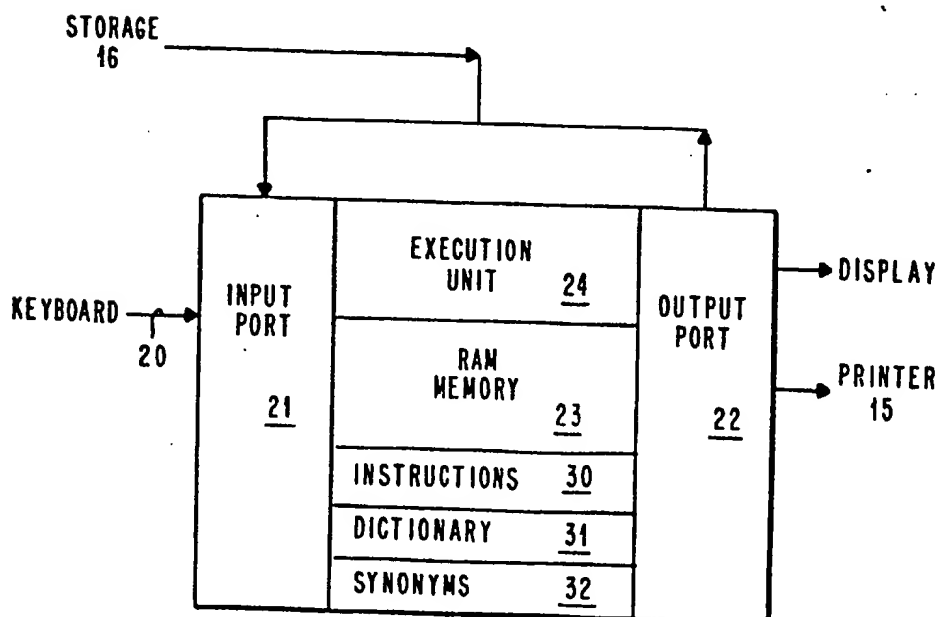 STORAGE
16
EXECUTION
UNIT 24
INPUT
PORT
21
OUTPUT
PORT
22
KEYBOARD
20
DISPLAY
RAM
MEMORY
23
PRINTER
15
INSTRUCTIONS 30
DICTIONARY 31
SYNONYMS 32